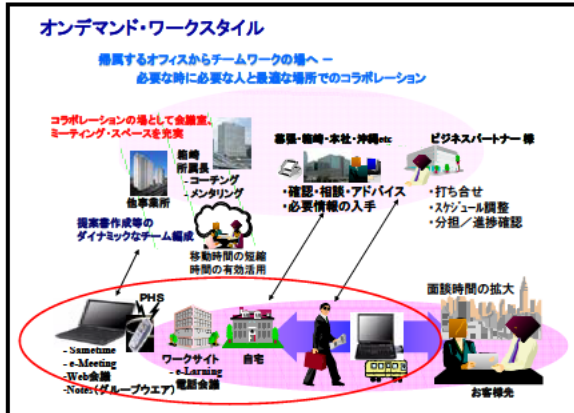 オンデマンド・ワークスタイル
帰属するオフィスからチームワークの場へ －
必要な時に必要な人と最適な場所でのコラボレーション
コラボレーションの場として会議室、
ミーティング・スペースを充実
箱崎
所属長
- コーチング
- メンタリング
他事業所
幕張・箱崎・本社・沖縄etc
・確認・相談・アドバイス
・必要情報の入手
ビジネスパートナー 様
・打ち合せ
・スケジュール調整
・分担／進捗確認
提案書作成等の
ダイナミックなチーム編成
移動時間の短縮
時間の有効活用
面談時間の拡大
PHS
- Sametime
- e-Meeting
- Web会議
- Notes（グループウエア）
ワークサイト
- e-Larning
電話会議
自宅
お客様先